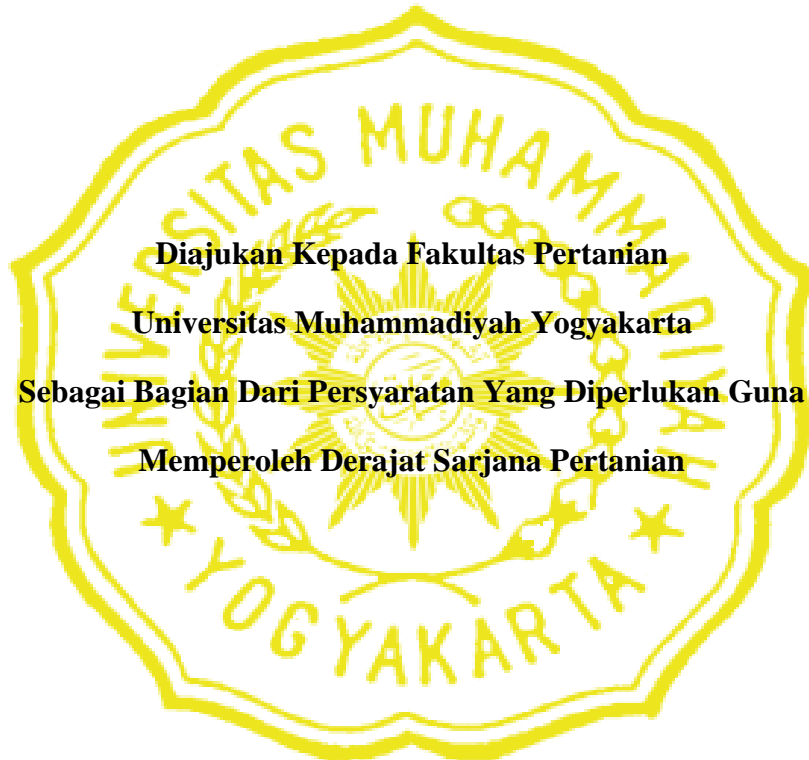 UNIVERSITAS MUHAMMADIYAH
Diajukan Kepada Fakultas Pertanian
Universitas Muhammadiyah Yogyakarta
Sebagai Bagian Dari Persyaratan Yang Diperlukan Guna
Memperoleh Derajat Sarjana Pertanian
YOGYAKARTA